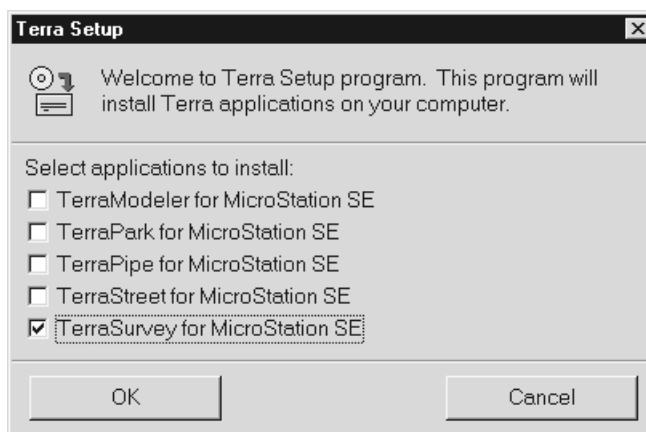 Terra Setup
Welcome to Terra Setup program. This program will
install Terra applications on your computer.
Select applications to install:
TerraModeler for MicroStation SE
TerraPark for MicroStation SE
TerraPipe for MicroStation SE
TerraStreet for MicroStation SE
TerraSurvey for MicroStation SE
OK
Cancel